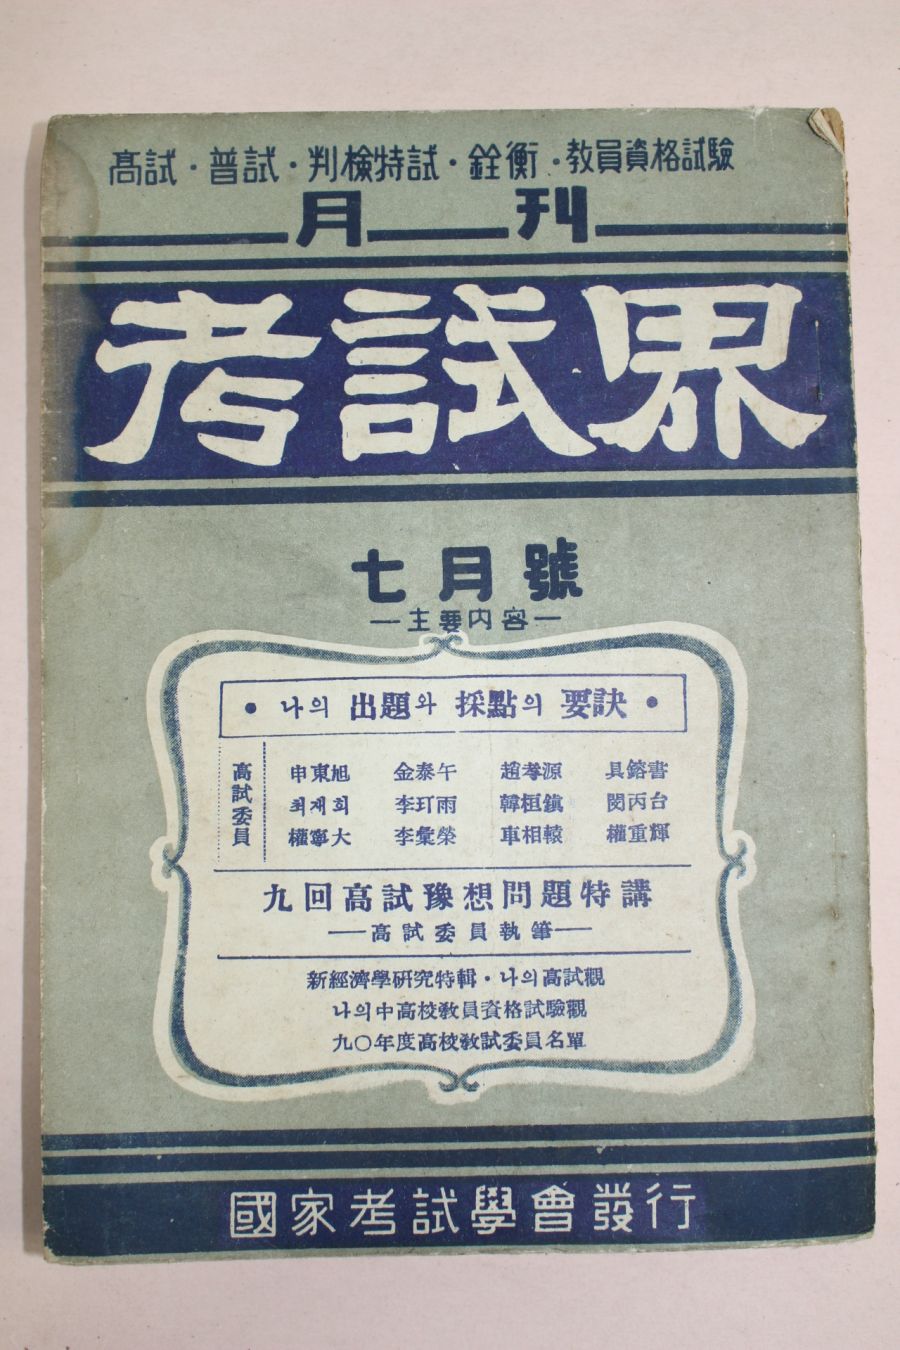 高試·普試·判檢特試·銓衡·敎員資格試驗
月刊
考試界
七月號
—主要內容—
• 나의 出題와 採點의 要訣 •
高試委員
申東旭 金泰午 趙孝源 具鎔書
최재희 李玎雨 韓桓鎭 閔丙台
權寧大 李彙榮 車相轅 權重輝
九回高試豫想問題特講
—高試委員執筆—
新經濟學硏究特輯·나의高試觀
나의中高校敎員資格試驗觀
九〇年度高校敎試委員名單
國家考試學會發行